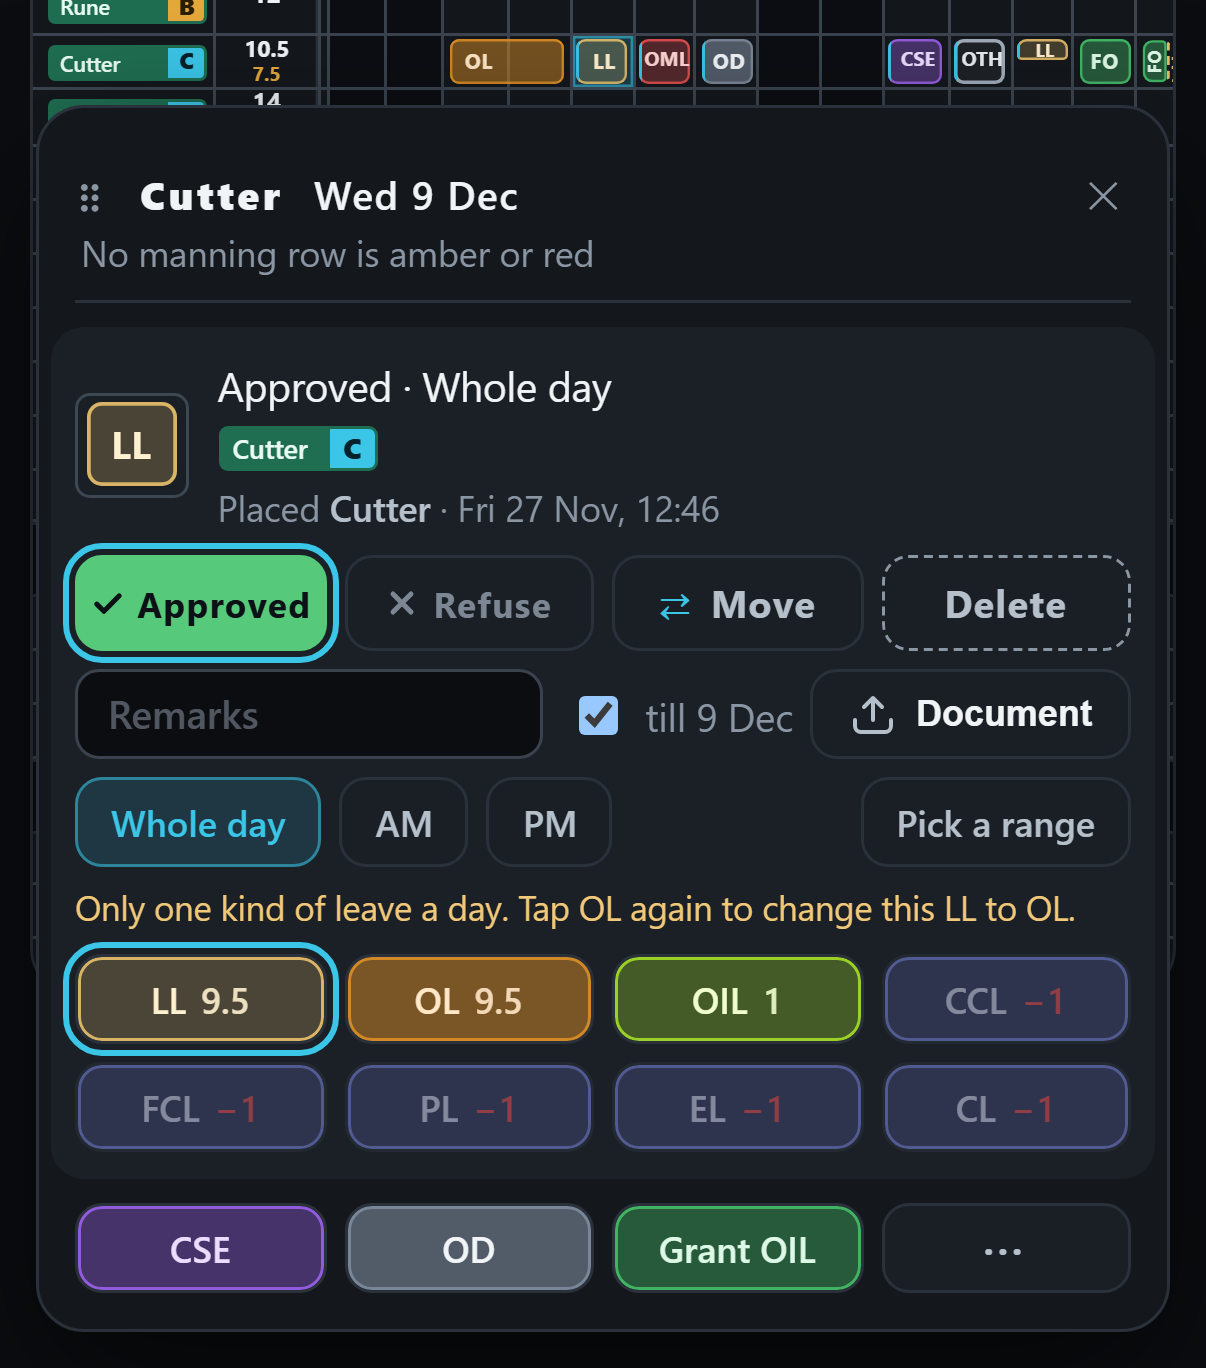 Rune B
Cutter C 10.5 OL LL OML OD CSE OTH LL FO FO
7.5
14
Cutter Wed 9 Dec
No manning row is amber or red
LL
Approved · Whole day
Cutter C
Placed Cutter · Fri 27 Nov, 12:46
Approved Refuse Move Delete
Remarks till 9 Dec Document
Whole day AM PM Pick a range
Only one kind of leave a day. Tap OL again to change this LL to OL.
LL 9.5 OL 9.5 OIL 1 CCL −1
FCL −1 PL −1 EL −1 CL −1
CSE OD Grant OIL ...